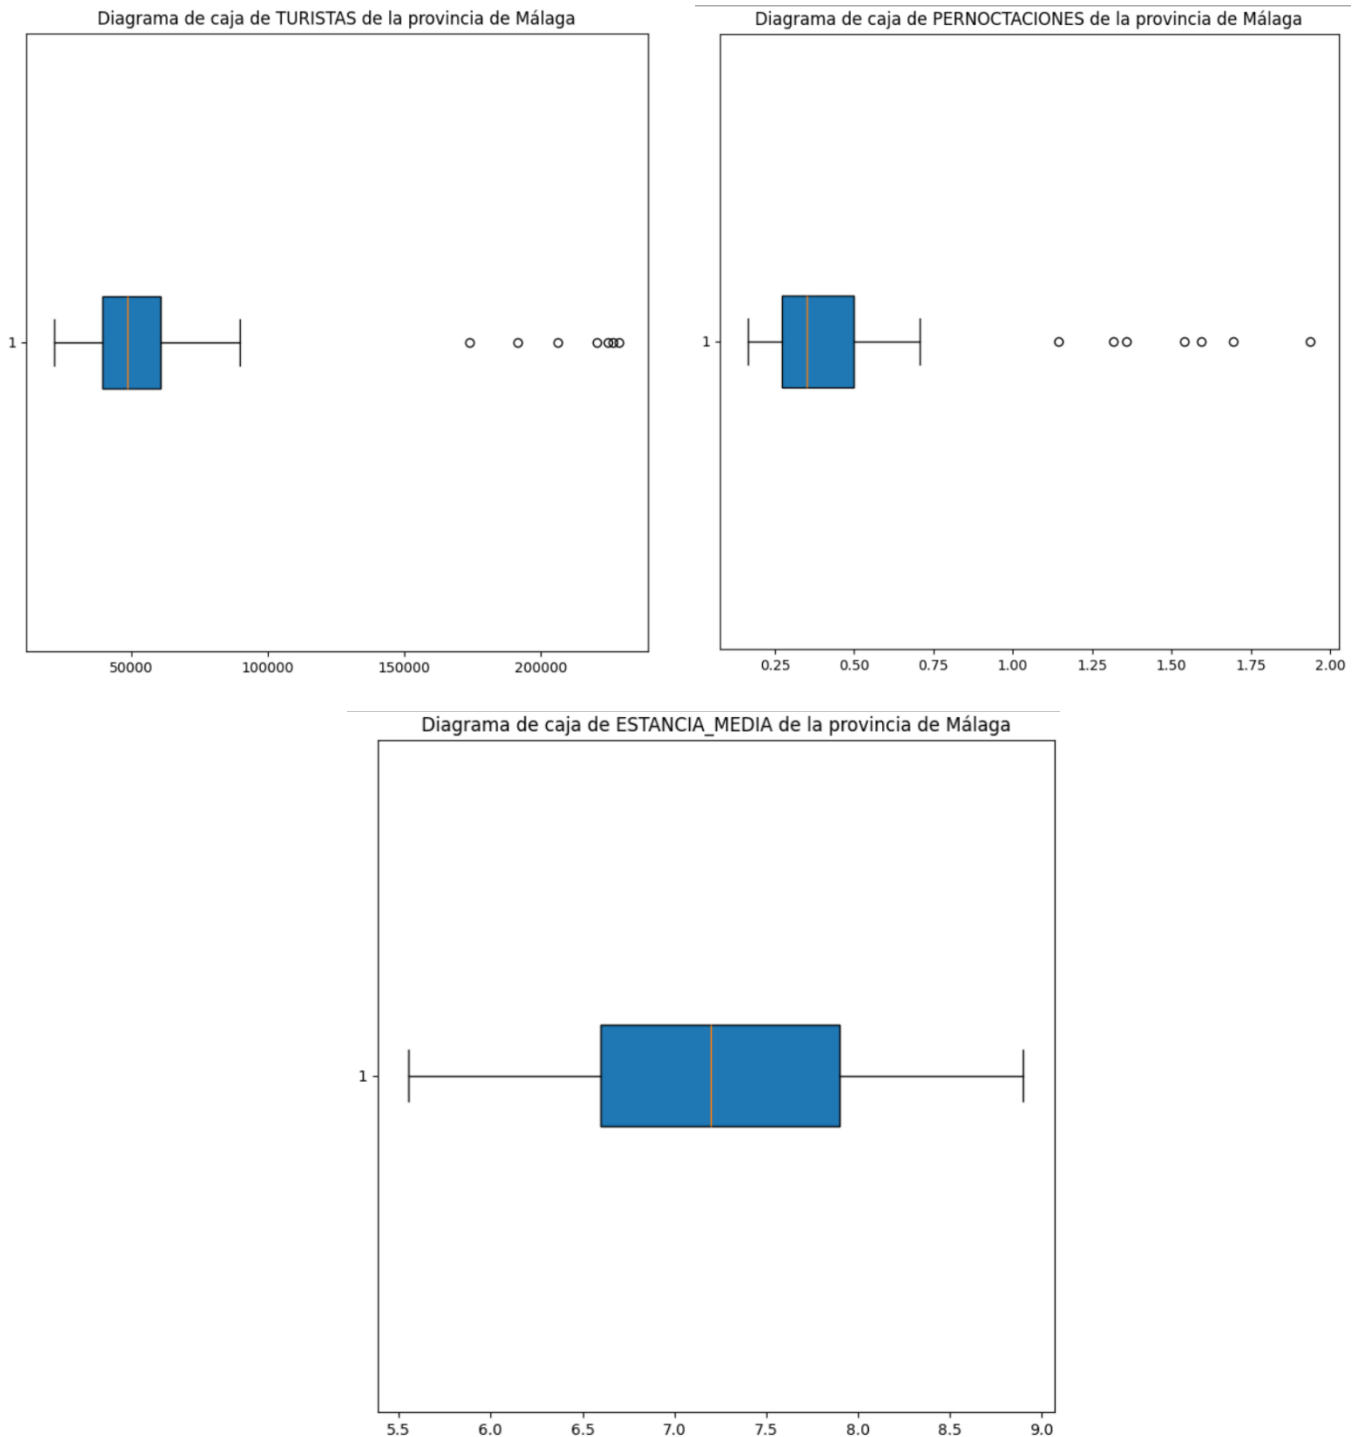 Diagrama de caja de TURISTAS de la provincia de Málaga
1
50000 100000 150000 200000
Diagrama de caja de PERNOCTACIONES de la provincia de Málaga
1
0.25 0.50 0.75 1.00 1.25 1.50 1.75 2.00
Diagrama de caja de ESTANCIA_MEDIA de la provincia de Málaga
1
5.5 6.0 6.5 7.0 7.5 8.0 8.5 9.0